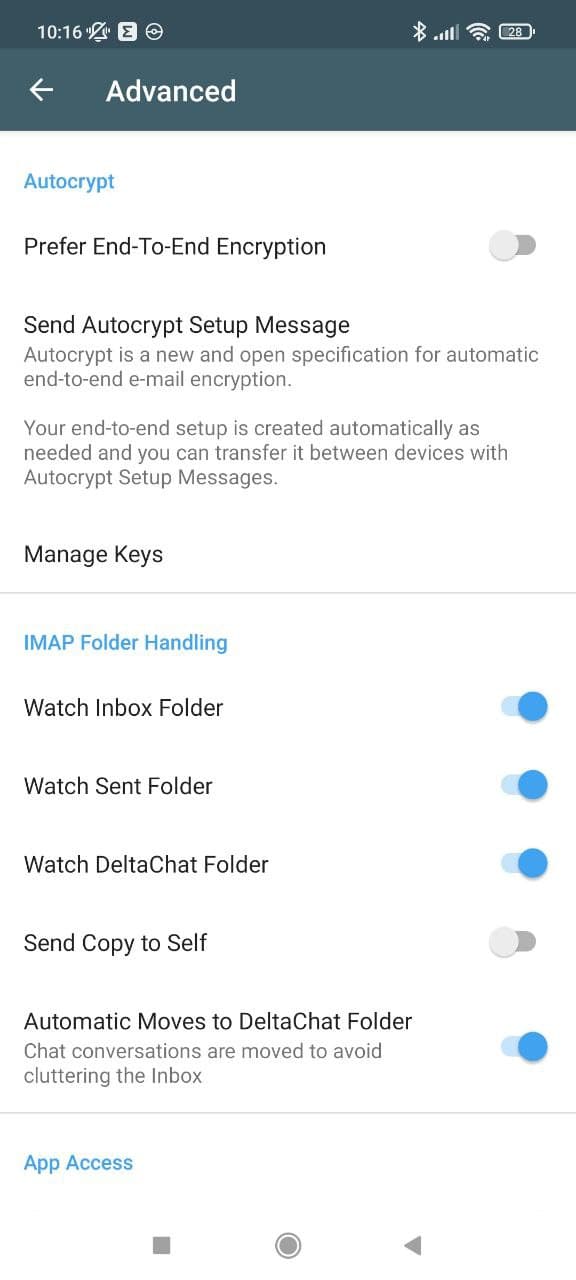 10:16 Σ 28
Advanced
Autocrypt
Prefer End-To-End Encryption
Send Autocrypt Setup Message
Autocrypt is a new and open specification for automatic
end-to-end e-mail encryption.
Your end-to-end setup is created automatically as
needed and you can transfer it between devices with
Autocrypt Setup Messages.
Manage Keys
IMAP Folder Handling
Watch Inbox Folder
Watch Sent Folder
Watch DeltaChat Folder
Send Copy to Self
Automatic Moves to DeltaChat Folder
Chat conversations are moved to avoid
cluttering the Inbox
App Access